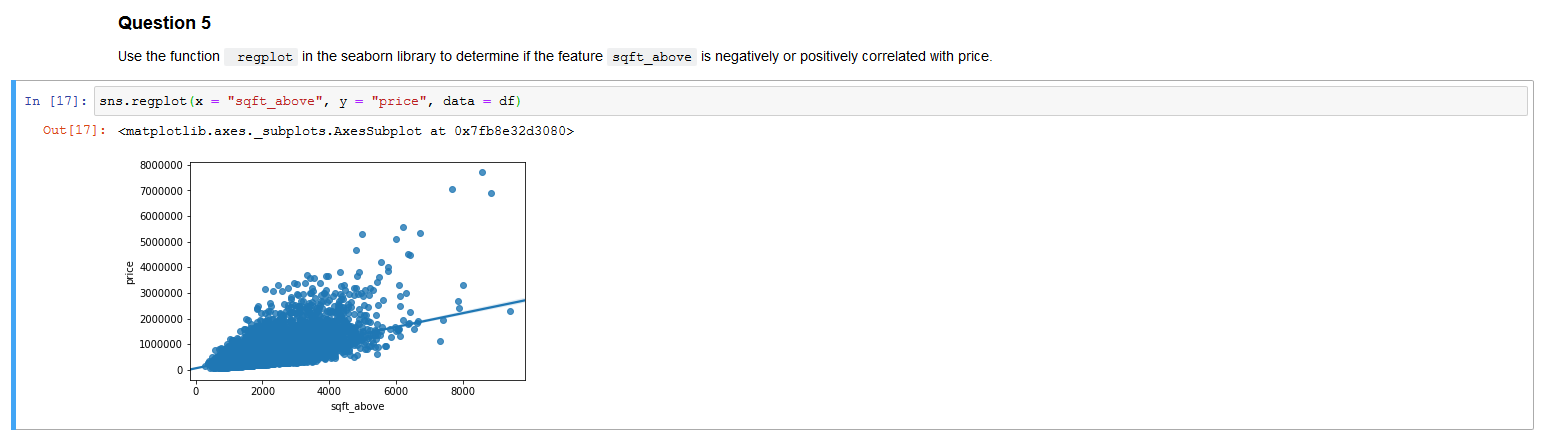 Question 5
Use the function regplot in the seaborn library to determine if the feature sqft_above is negatively or positively correlated with price.
In [17]: sns.regplot(x = "sqft_above", y = "price", data = df)
Out[17]: <matplotlib.axes._subplots.AxesSubplot at 0x7fb8e32d3080>
8000000
7000000
6000000
5000000
4000000
3000000
2000000
1000000
0
price
0 2000 4000 6000 8000
sqft_above